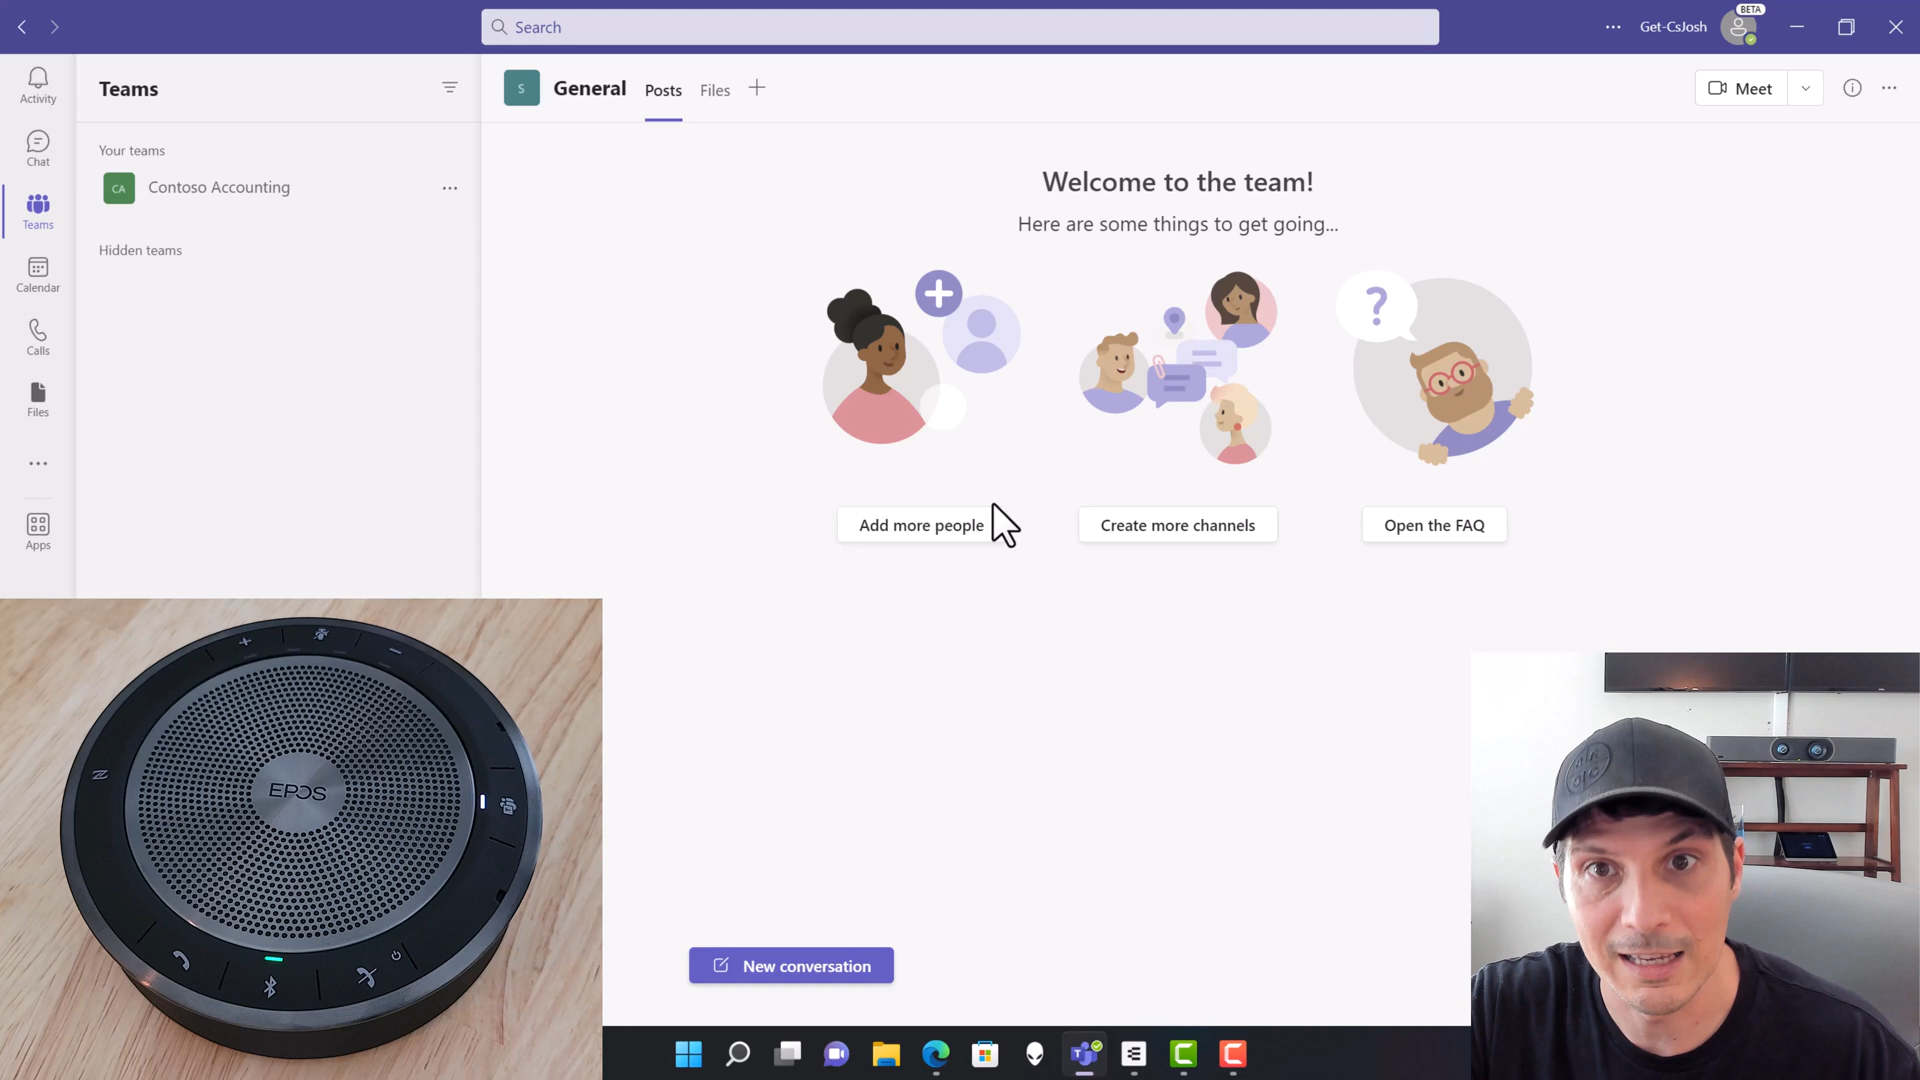 Search
Get-CsJosh
BETA
Activity
Chat
Teams
Calendar
Calls
Files
Apps
Teams
Your teams
CA Contoso Accounting
Hidden teams
S General Posts Files
Meet
Welcome to the team!
Here are some things to get going...
?
Add more people
Create more channels
Open the FAQ
New conversation
EPOS